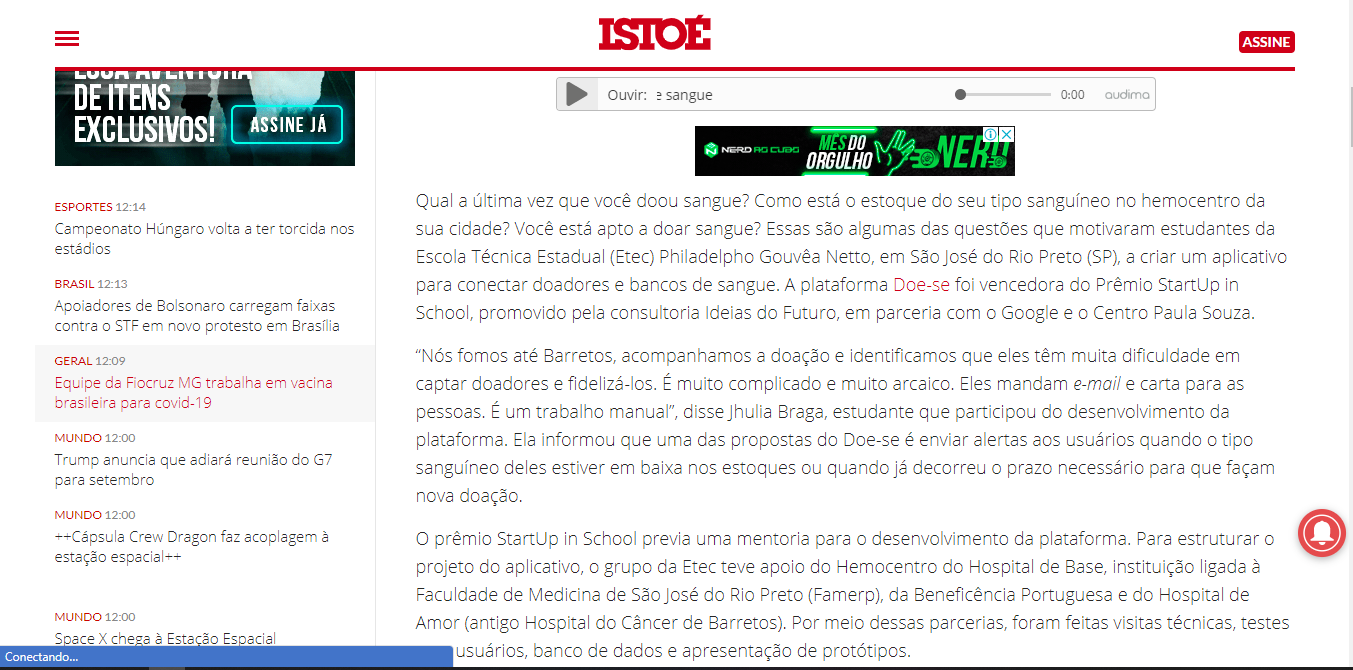 ISTOÉ
ASSINE
ESSA AVENTURA
DE ITENS
EXCLUSIVOS!
ASSINE JÁ
ESPORTES 12:14
Campeonato Húngaro volta a ter torcida nos
estádios
BRASIL 12:13
Apoiadores de Bolsonaro carregam faixas
contra o STF em novo protesto em Brasília
GERAL 12:09
Equipe da Fiocruz MG trabalha em vacina
brasileira para covid-19
MUNDO 12:00
Trump anuncia que adiará reunião do G7
para setembro
MUNDO 12:00
++Cápsula Crew Dragon faz acoplagem à
estação espacial++
MUNDO 12:00
Space X chega à Estação Espacial
Conectando...
Ouvir: e sangue
0:00
audima
NERD AO CUBO
MÊS DO
ORGULHO
NERD
Qual a última vez que você doou sangue? Como está o estoque do seu tipo sanguíneo no hemocentro da
sua cidade? Você está apto a doar sangue? Essas são algumas das questões que motivaram estudantes da
Escola Técnica Estadual (Etec) Philadelpho Gouvêa Netto, em São José do Rio Preto (SP), a criar um aplicativo
para conectar doadores e bancos de sangue. A plataforma Doe-se foi vencedora do Prêmio StartUp in
School, promovido pela consultoria Ideias do Futuro, em parceria com o Google e o Centro Paula Souza.
“Nós fomos até Barretos, acompanhamos a doação e identificamos que eles têm muita dificuldade em
captar doadores e fidelizá-los. É muito complicado e muito arcaico. Eles mandam e-mail e carta para as
pessoas. É um trabalho manual”, disse Jhulia Braga, estudante que participou do desenvolvimento da
plataforma. Ela informou que uma das propostas do Doe-se é enviar alertas aos usuários quando o tipo
sanguíneo deles estiver em baixa nos estoques ou quando já decorreu o prazo necessário para que façam
nova doação.
O prêmio StartUp in School previa uma mentoria para o desenvolvimento da plataforma. Para estruturar o
projeto do aplicativo, o grupo da Etec teve apoio do Hemocentro do Hospital de Base, instituição ligada à
Faculdade de Medicina de São José do Rio Preto (Famerp), da Beneficência Portuguesa e do Hospital de
Amor (antigo Hospital do Câncer de Barretos). Por meio dessas parcerias, foram feitas visitas técnicas, testes
usuários, banco de dados e apresentação de protótipos.